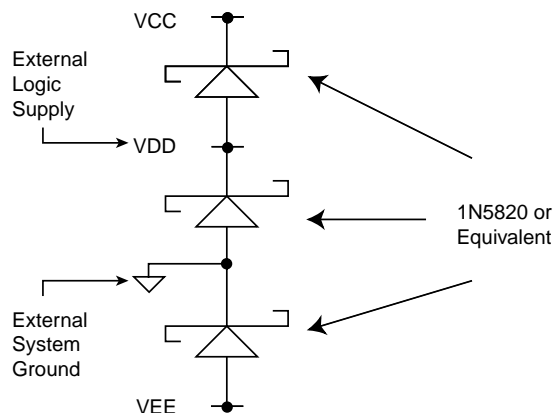 VCC
External
Logic
Supply
VDD
1N5820 or
Equivalent
External
System
Ground
VEE